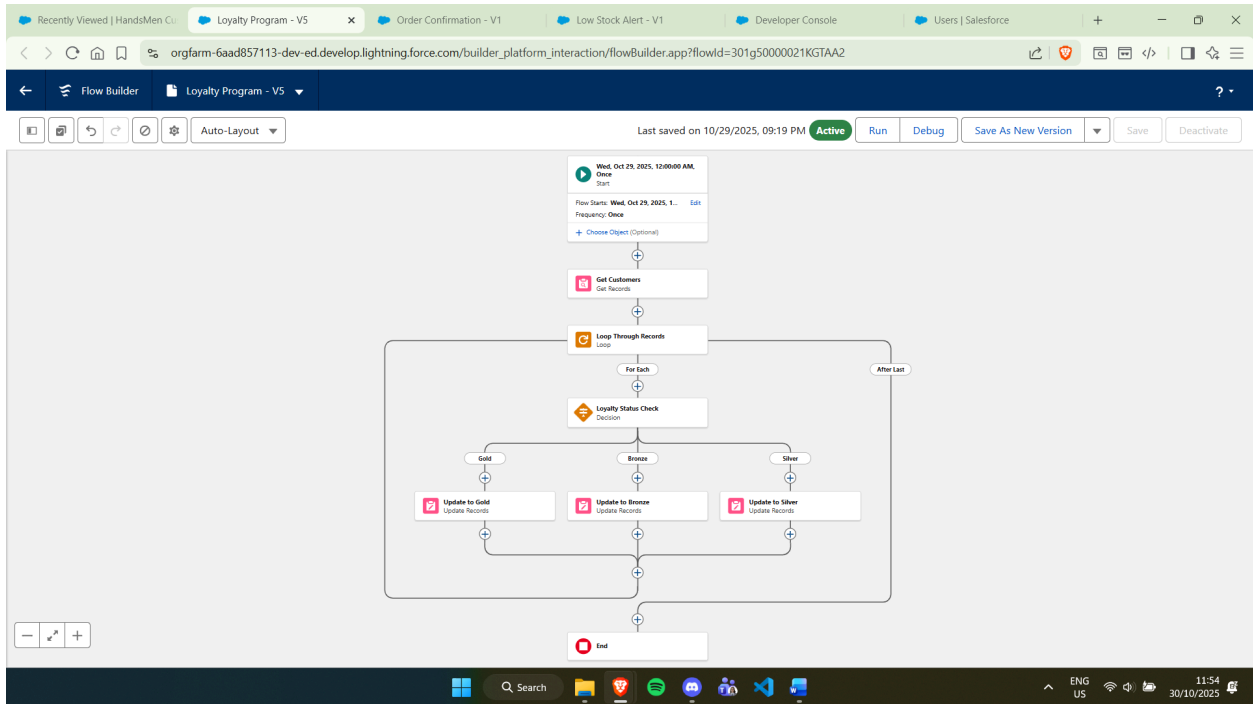 Recently Viewed | HandsMen Cu
Loyalty Program - V5
Order Confirmation - V1
Low Stock Alert - V1
Developer Console
Users | Salesforce
orgfarm-6aad857113-dev-ed.develop.lightning.force.com/builder_platform_interaction/flowBuilder.app?flowId=301g50000021KGTAA2
Flow Builder
Loyalty Program - V5
?
Auto-Layout
Last saved on 10/29/2025, 09:19 PM
Active
Run
Debug
Save As New Version
Save
Deactivate
Wed, Oct 29, 2025, 12:00:00 AM,
Once
Start
Flow Starts: Wed, Oct 29, 2025, 1...
Edit
Frequency: Once
+ Choose Object (Optional)
Get Customers
Get Records
Loop Through Records
Loop
For Each
After Last
Loyalty Status Check
Decision
Gold
Bronze
Silver
Update to Gold
Update Records
Update to Bronze
Update Records
Update to Silver
Update Records
End
Search
ENG
US
11:54
30/10/2025